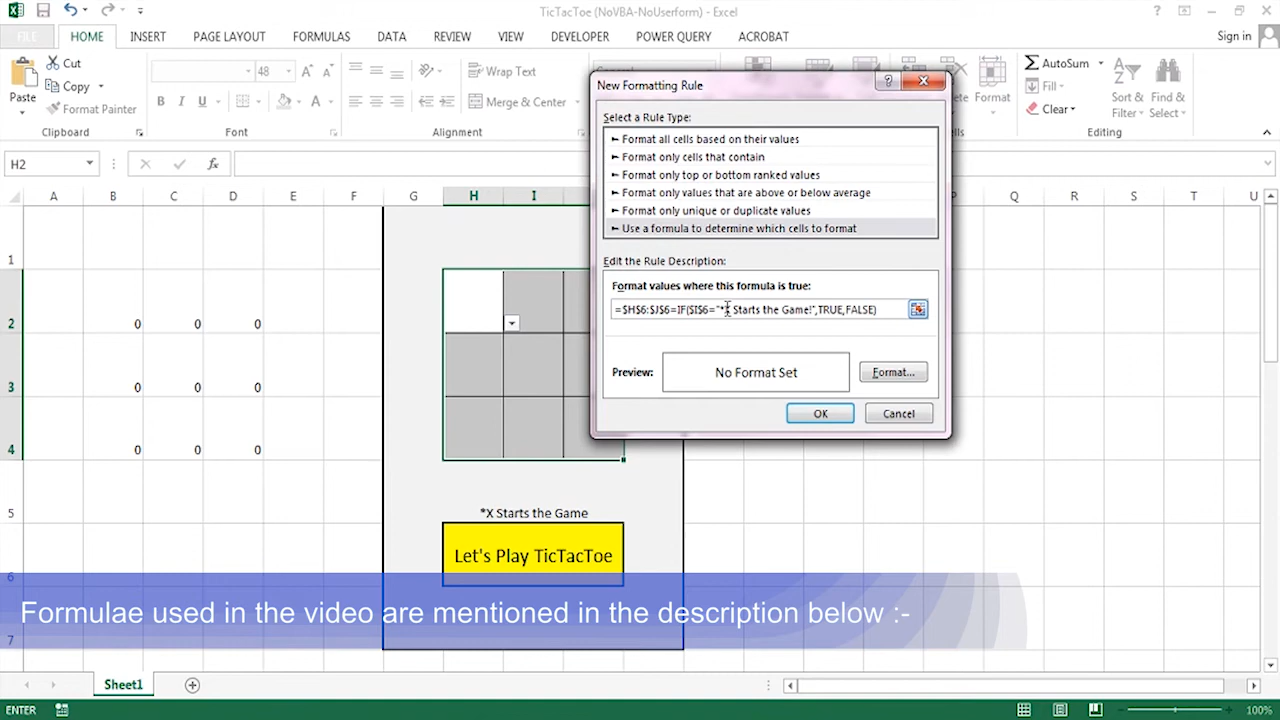 TicTacToe (NoVBA-NoUserform) - Excel
FILE HOME INSERT PAGE LAYOUT FORMULAS DATA REVIEW VIEW DEVELOPER POWER QUERY ACROBAT Sign in
Paste
Cut
Copy
Format Painter
Clipboard
48
B I U
Font
Wrap Text
Merge & Center
Alignment
Format
AutoSum
Fill
Clear
Sort & Filter
Find & Select
Editing
H2
A B C D E F G H I P Q R S T U
1
2 0 0 0
3 0 0 0
4 0 0 0
5
6
7
*X Starts the Game
Let's Play TicTacToe
New Formatting Rule
Select a Rule Type:
Format all cells based on their values
Format only cells that contain
Format only top or bottom ranked values
Format only values that are above or below average
Format only unique or duplicate values
Use a formula to determine which cells to format
Edit the Rule Description:
Format values where this formula is true:
Starts the Game!",TRUE,FALSE)
Preview:
No Format Set
Format...
OK
Cancel
Formulae used in the video are mentioned in the description below :-
Sheet1
ENTER
100%